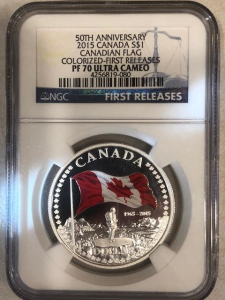 50TH ANNIVERSARY
2015 CANADA S$1
CANADIAN FLAG
COLORIZED-FIRST RELEASES
PF 70 ULTRA CAMEO
4256819-080
NGC
FIRST RELEASES
CANADA
1965-2015